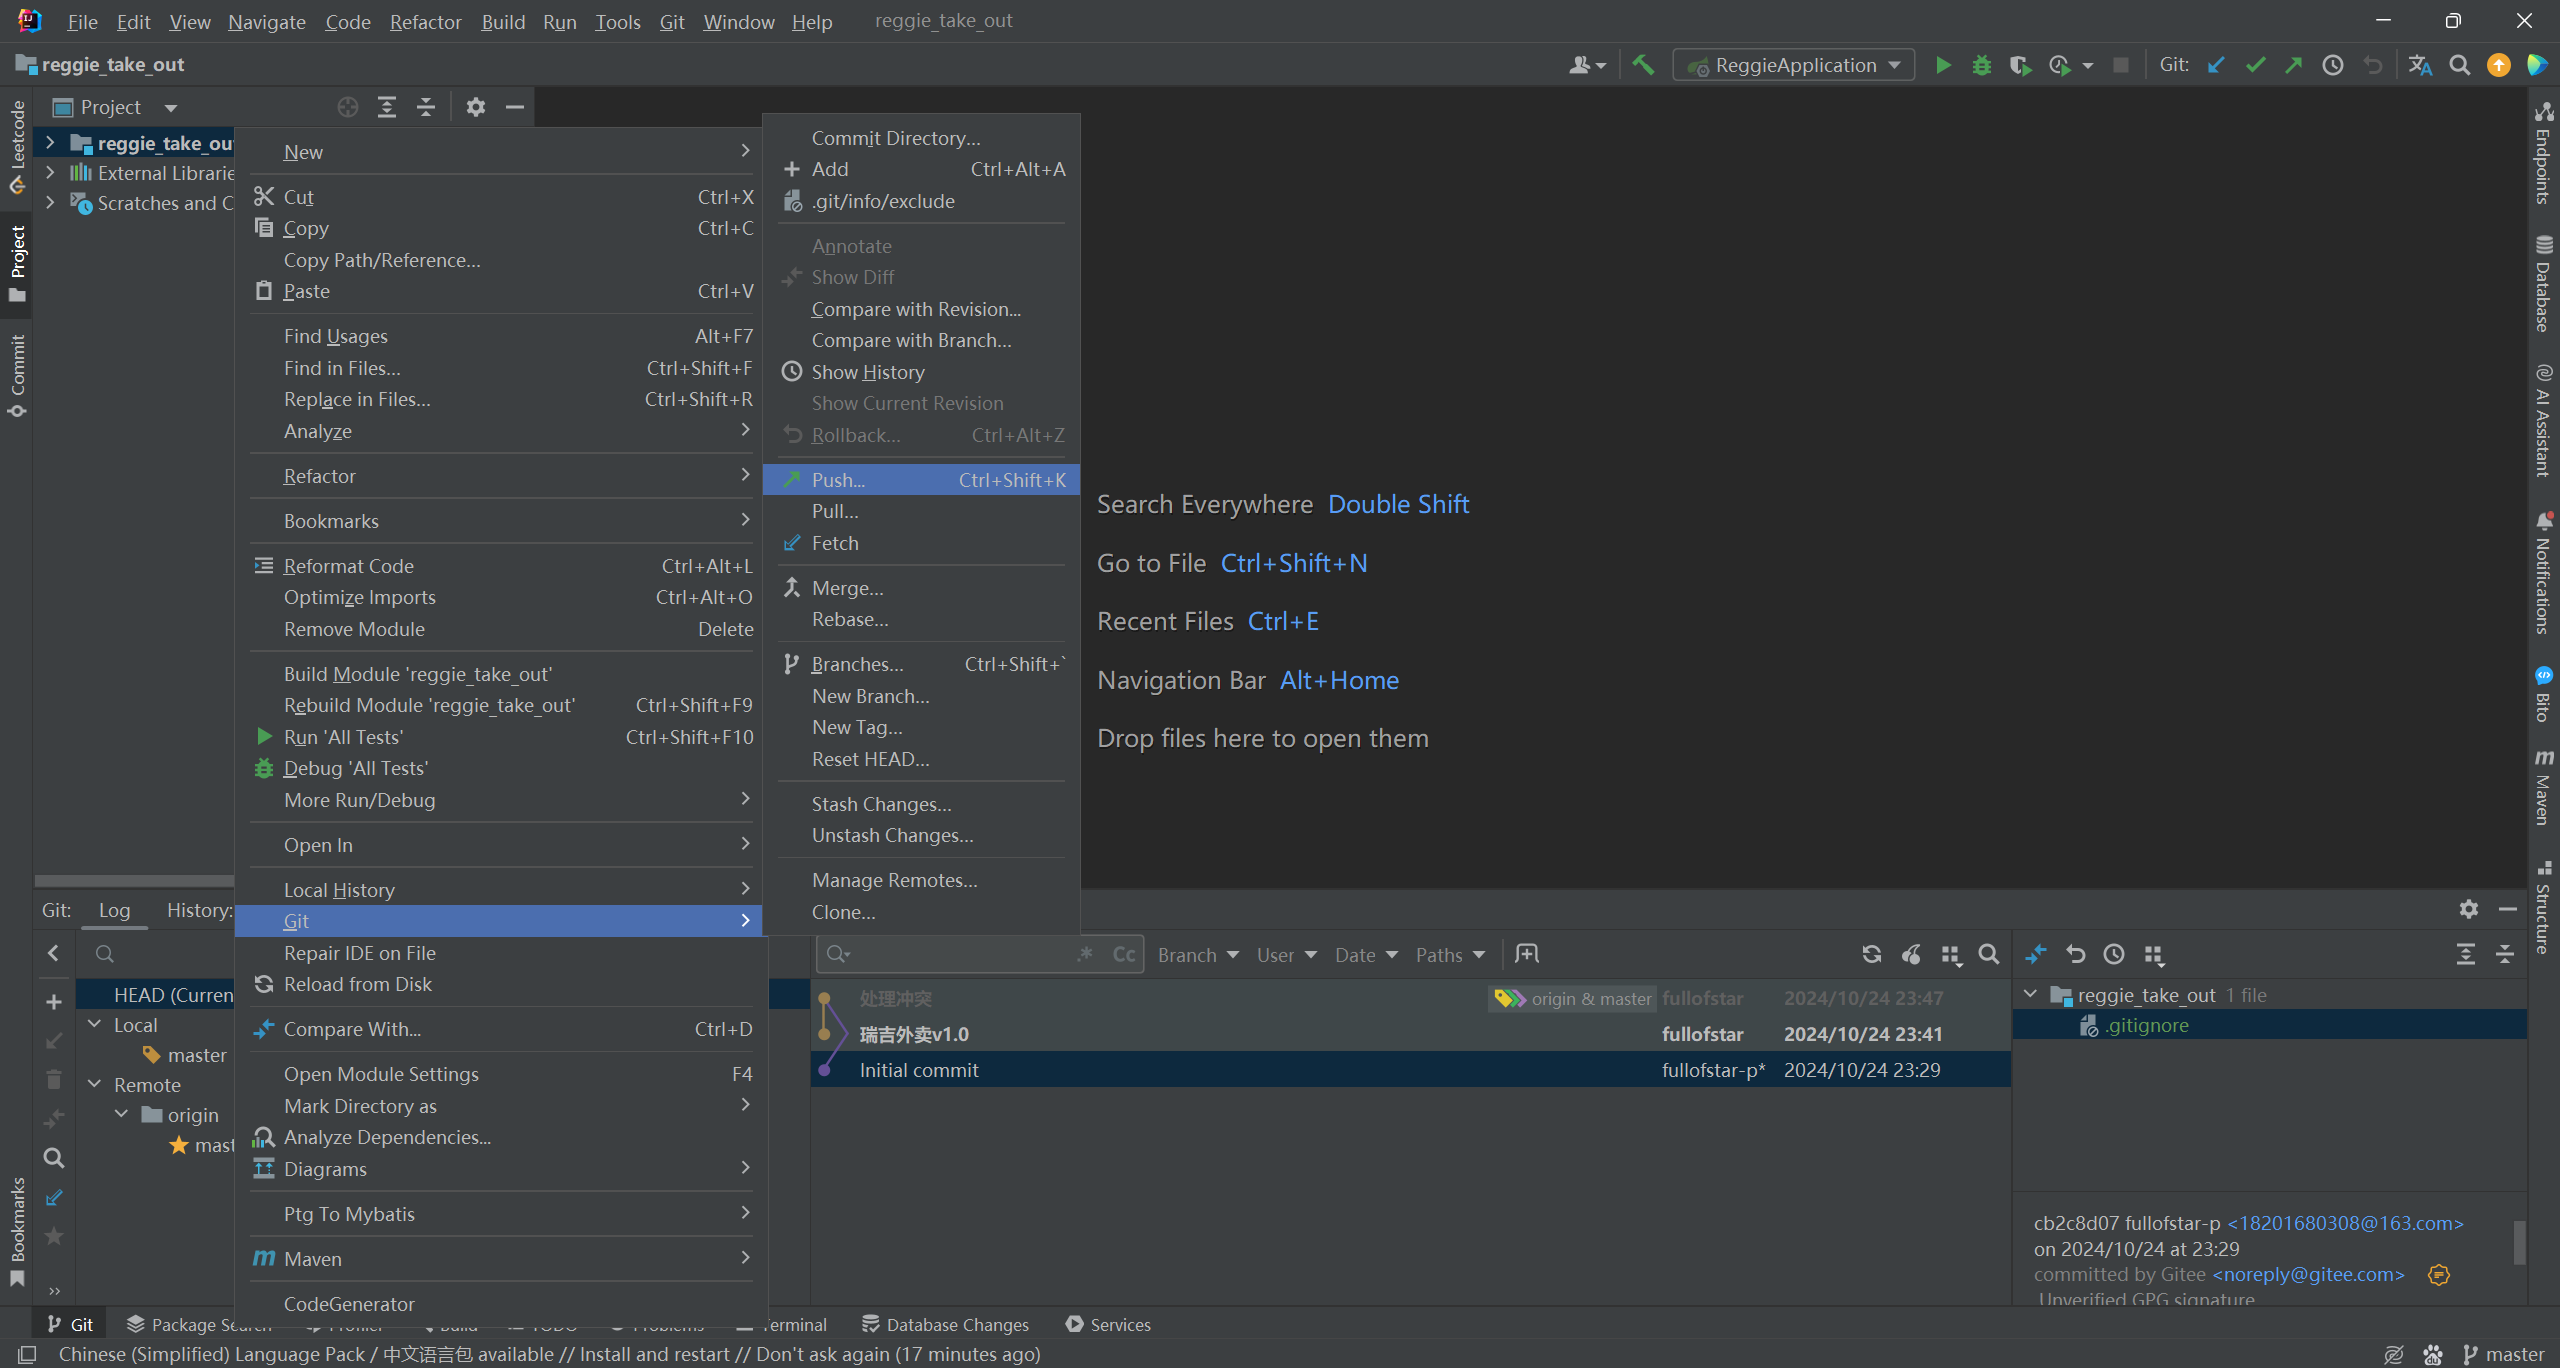 File Edit View Navigate Code Refactor Build Run Tools Git Window Help reggie_take_out
reggie_take_out
ReggieApplication
Git:
Leetcode
Project
Commit
Bookmarks
Project
reggie_take_ou
External Librarie
Scratches and C
New
Cut Ctrl+X
Copy Ctrl+C
Copy Path/Reference...
Paste Ctrl+V
Find Usages Alt+F7
Find in Files... Ctrl+Shift+F
Replace in Files... Ctrl+Shift+R
Analyze
Refactor
Bookmarks
Reformat Code Ctrl+Alt+L
Optimize Imports Ctrl+Alt+O
Remove Module Delete
Build Module 'reggie_take_out'
Rebuild Module 'reggie_take_out' Ctrl+Shift+F9
Run 'All Tests' Ctrl+Shift+F10
Debug 'All Tests'
More Run/Debug
Open In
Local History
Git
Repair IDE on File
Reload from Disk
Compare With... Ctrl+D
Open Module Settings F4
Mark Directory as
Analyze Dependencies...
Diagrams
Ptg To Mybatis
Maven
CodeGenerator
Commit Directory...
Add Ctrl+Alt+A
.git/info/exclude
Annotate
Show Diff
Compare with Revision...
Compare with Branch...
Show History
Show Current Revision
Rollback... Ctrl+Alt+Z
Push... Ctrl+Shift+K
Pull...
Fetch
Merge...
Rebase...
Branches... Ctrl+Shift+`
New Branch...
New Tag...
Reset HEAD...
Stash Changes...
Unstash Changes...
Manage Remotes...
Clone...
Search Everywhere Double Shift
Go to File Ctrl+Shift+N
Recent Files Ctrl+E
Navigation Bar Alt+Home
Drop files here to open them
Endpoints
Database
AI Assistant
Notifications
Bito
Maven
Structure
Git: Log History:
HEAD (Curren
Local
master
Remote
origin
mast
Cc Branch User Date Paths
处理冲突 origin & master fullofstar 2024/10/24 23:47
瑞吉外卖v1.0 fullofstar 2024/10/24 23:41
Initial commit fullofstar-p* 2024/10/24 23:29
reggie_take_out 1 file
.gitignore
cb2c8d07 fullofstar-p <18201680308@163.com>
on 2024/10/24 at 23:29
committed by Gitee <noreply@gitee.com>
Unverified GPG signature
Git Package Search Profiler Build TODO Problems Terminal Database Changes Services
Chinese (Simplified) Language Pack / 中文语言包 available // Install and restart // Don't ask again (17 minutes ago)
master